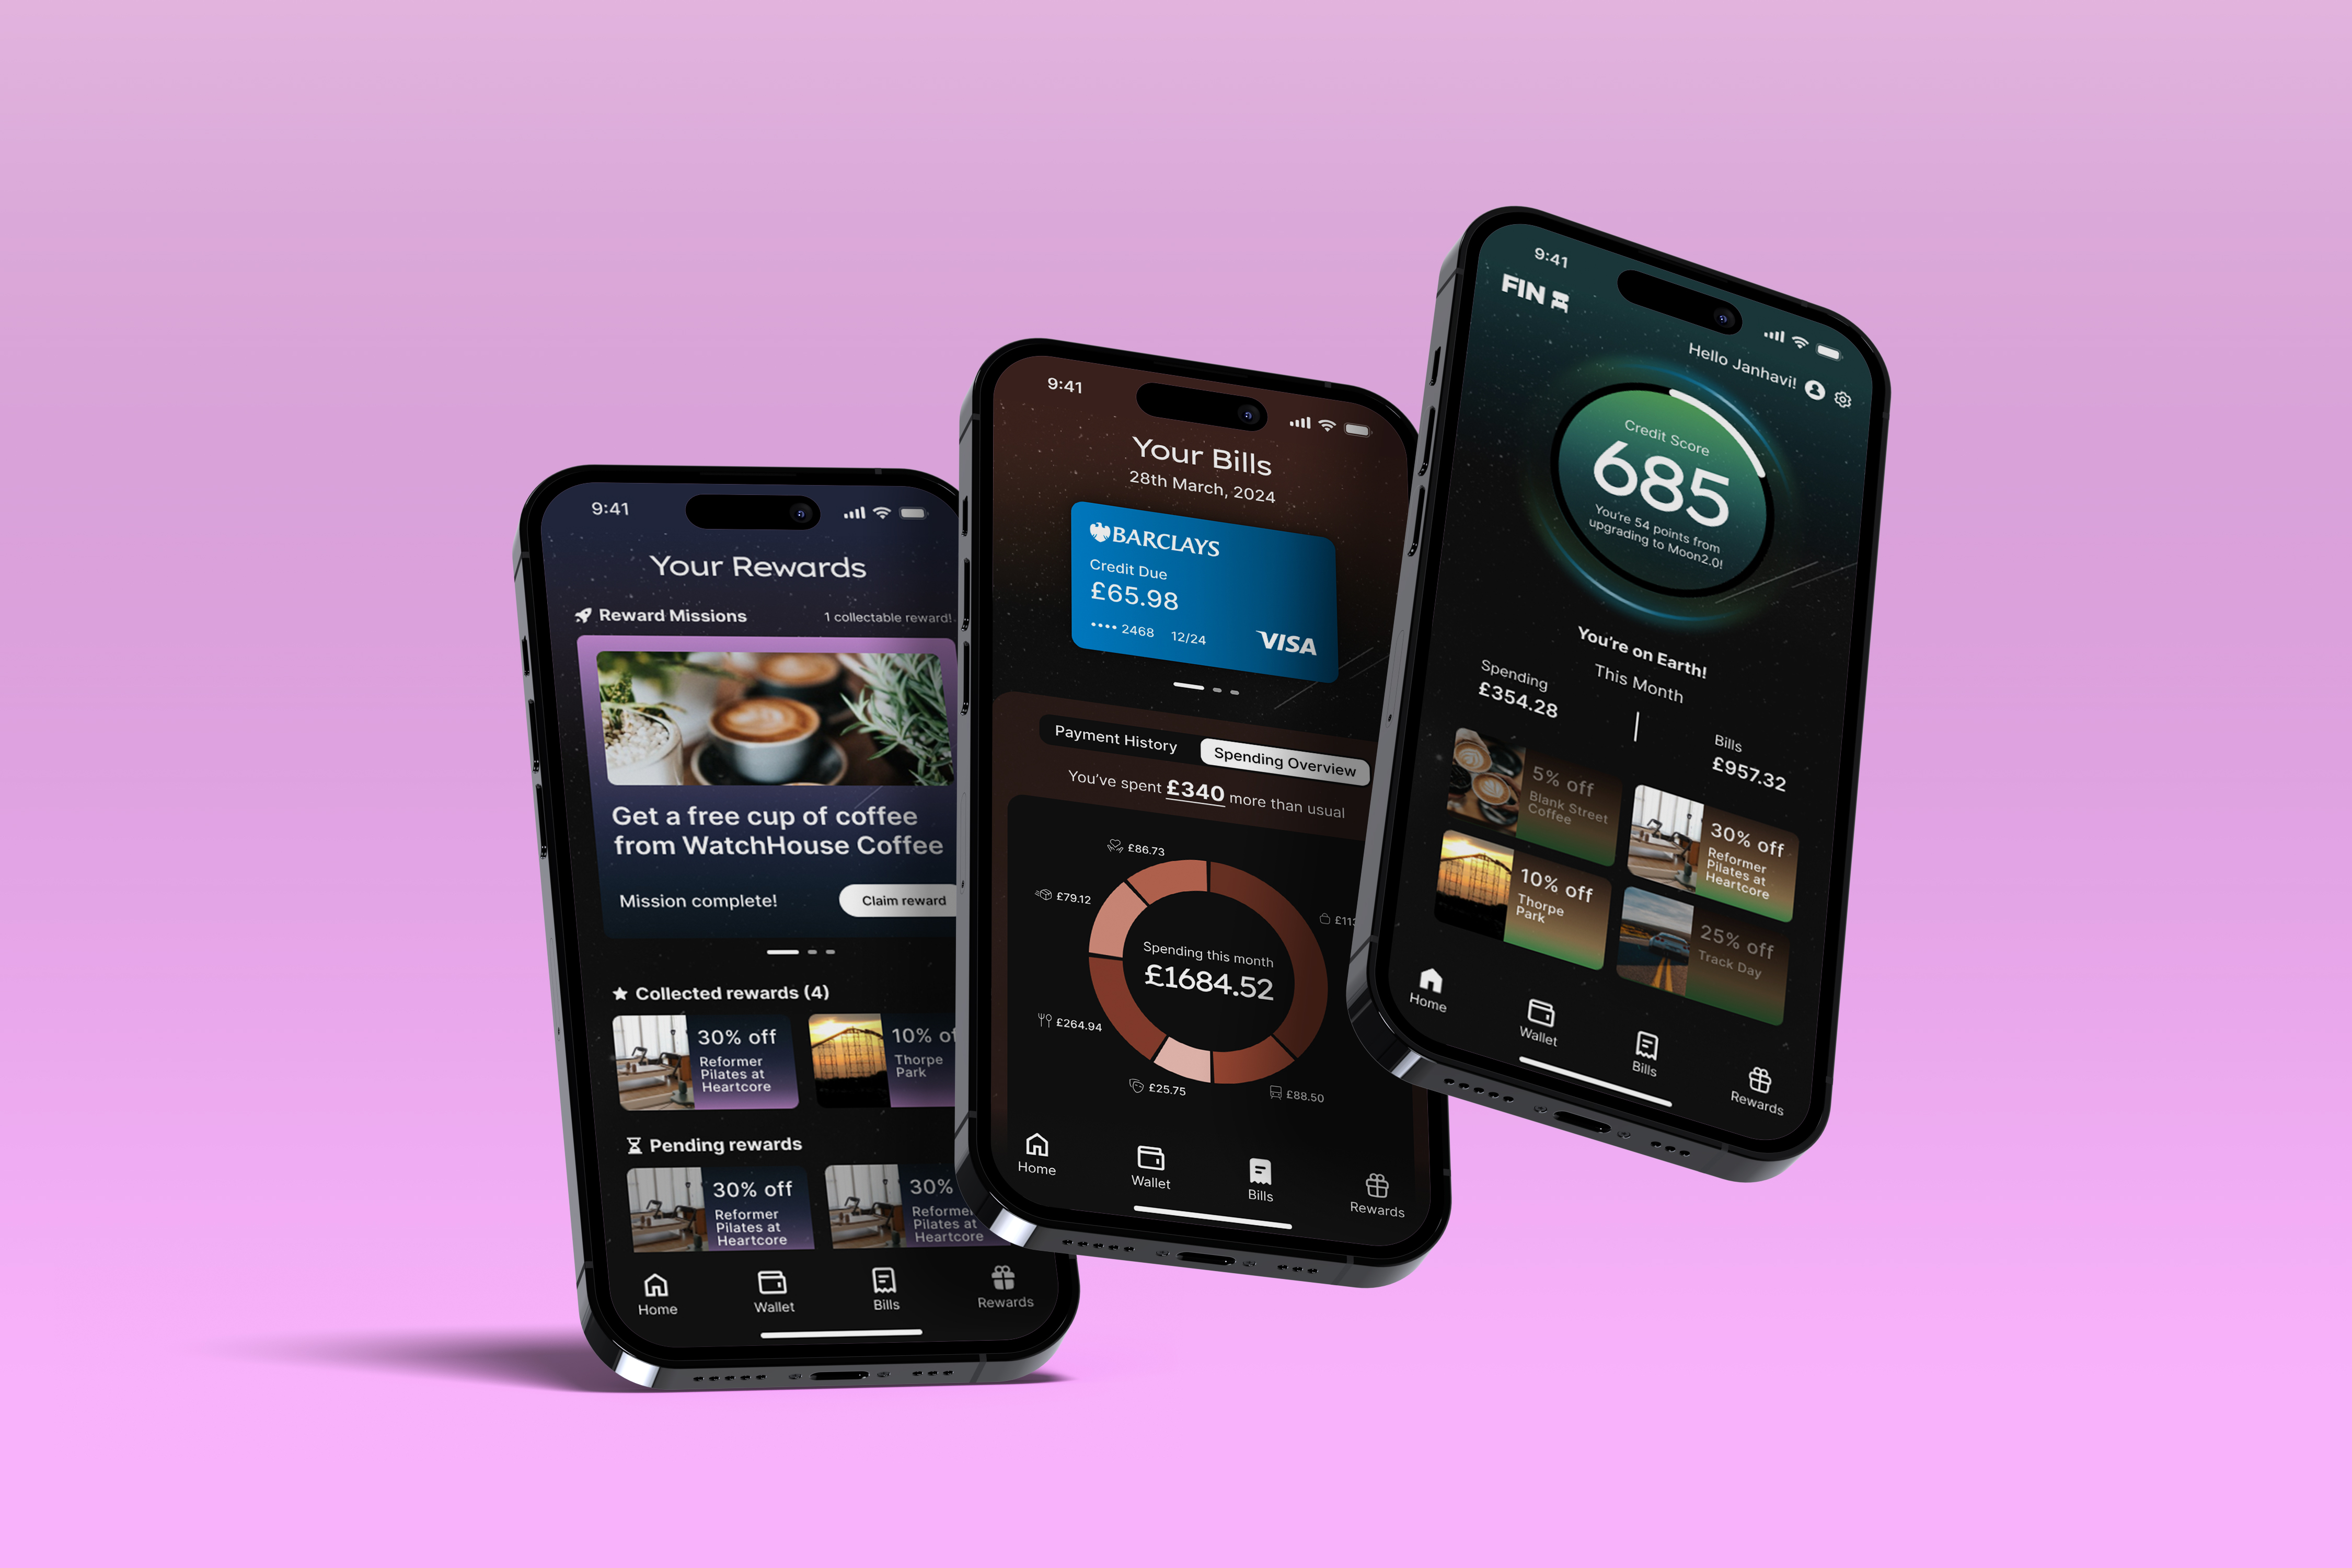 9:41
Your Rewards
Reward Missions
1 collectable reward!
Get a free cup of coffee
from WatchHouse Coffee
Mission complete!
Claim reward
Collected rewards (4)
30% off
Reformer
Pilates at
Heartcore
10%
Thorpe
Park
Pending rewards
30% off
Reformer
Pilates at
Heartcore
30%
Pilates at
Heartcore
Home
Wallet
Bills
Rewards
9:41
Your Bills
28th March, 2024
BARCLAYS
Credit Due
£65.98
•••• 2468 12/24
VISA
Payment History
Spending Overview
You've spent £340 more than usual
£86.73
£79.12
Spending this month
£1684.52
£264.94
£25.75
£88.50
Home
Wallet
Bills
Rewards
9:41
FIN
Hello Janhavi!
Credit Score
685
You're 54 points from
upgrading to Moon2.0!
You're on Earth!
This Month
Spending
£354.28
Bills
£957.32
5% off
Blank Street
Coffee
30% off
Reformer
Pilates at
Heartcore
10% off
Thorpe
Park
25% off
Track Day
Home
Wallet
Bills
Rewards